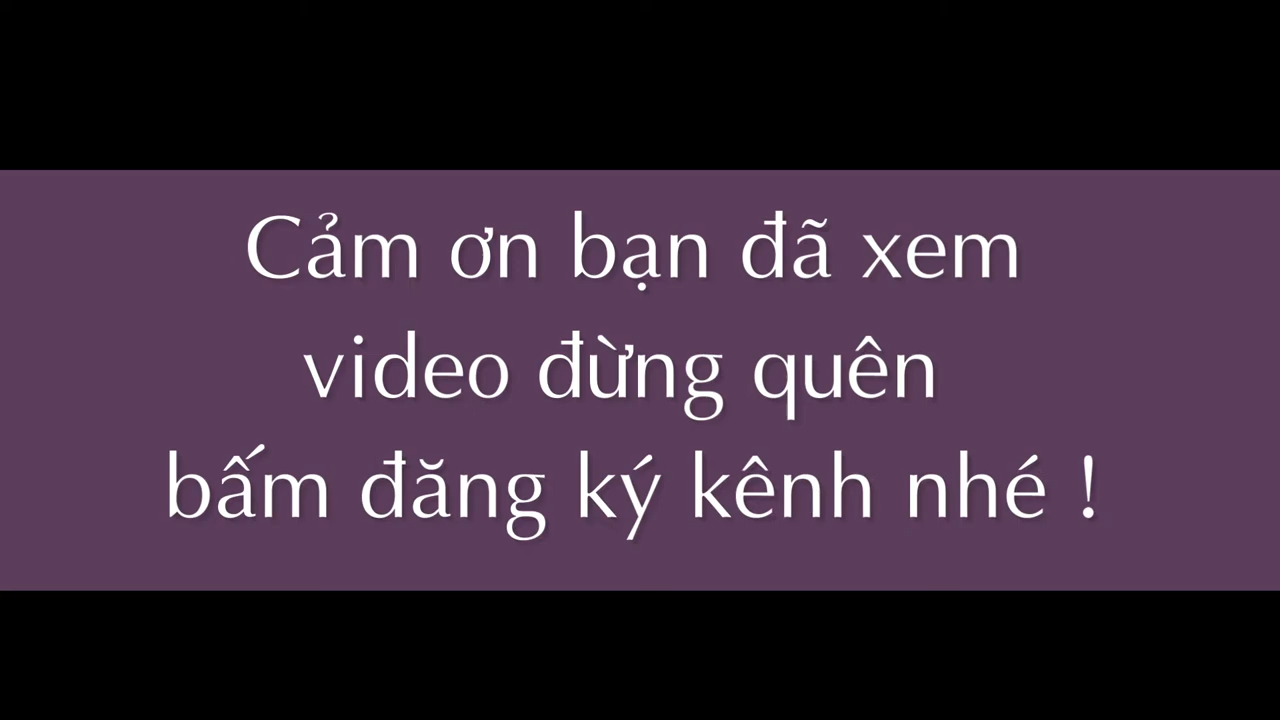 Cảm ơn bạn đã xem
video đừng quên
bấm đăng ký kênh nhé !